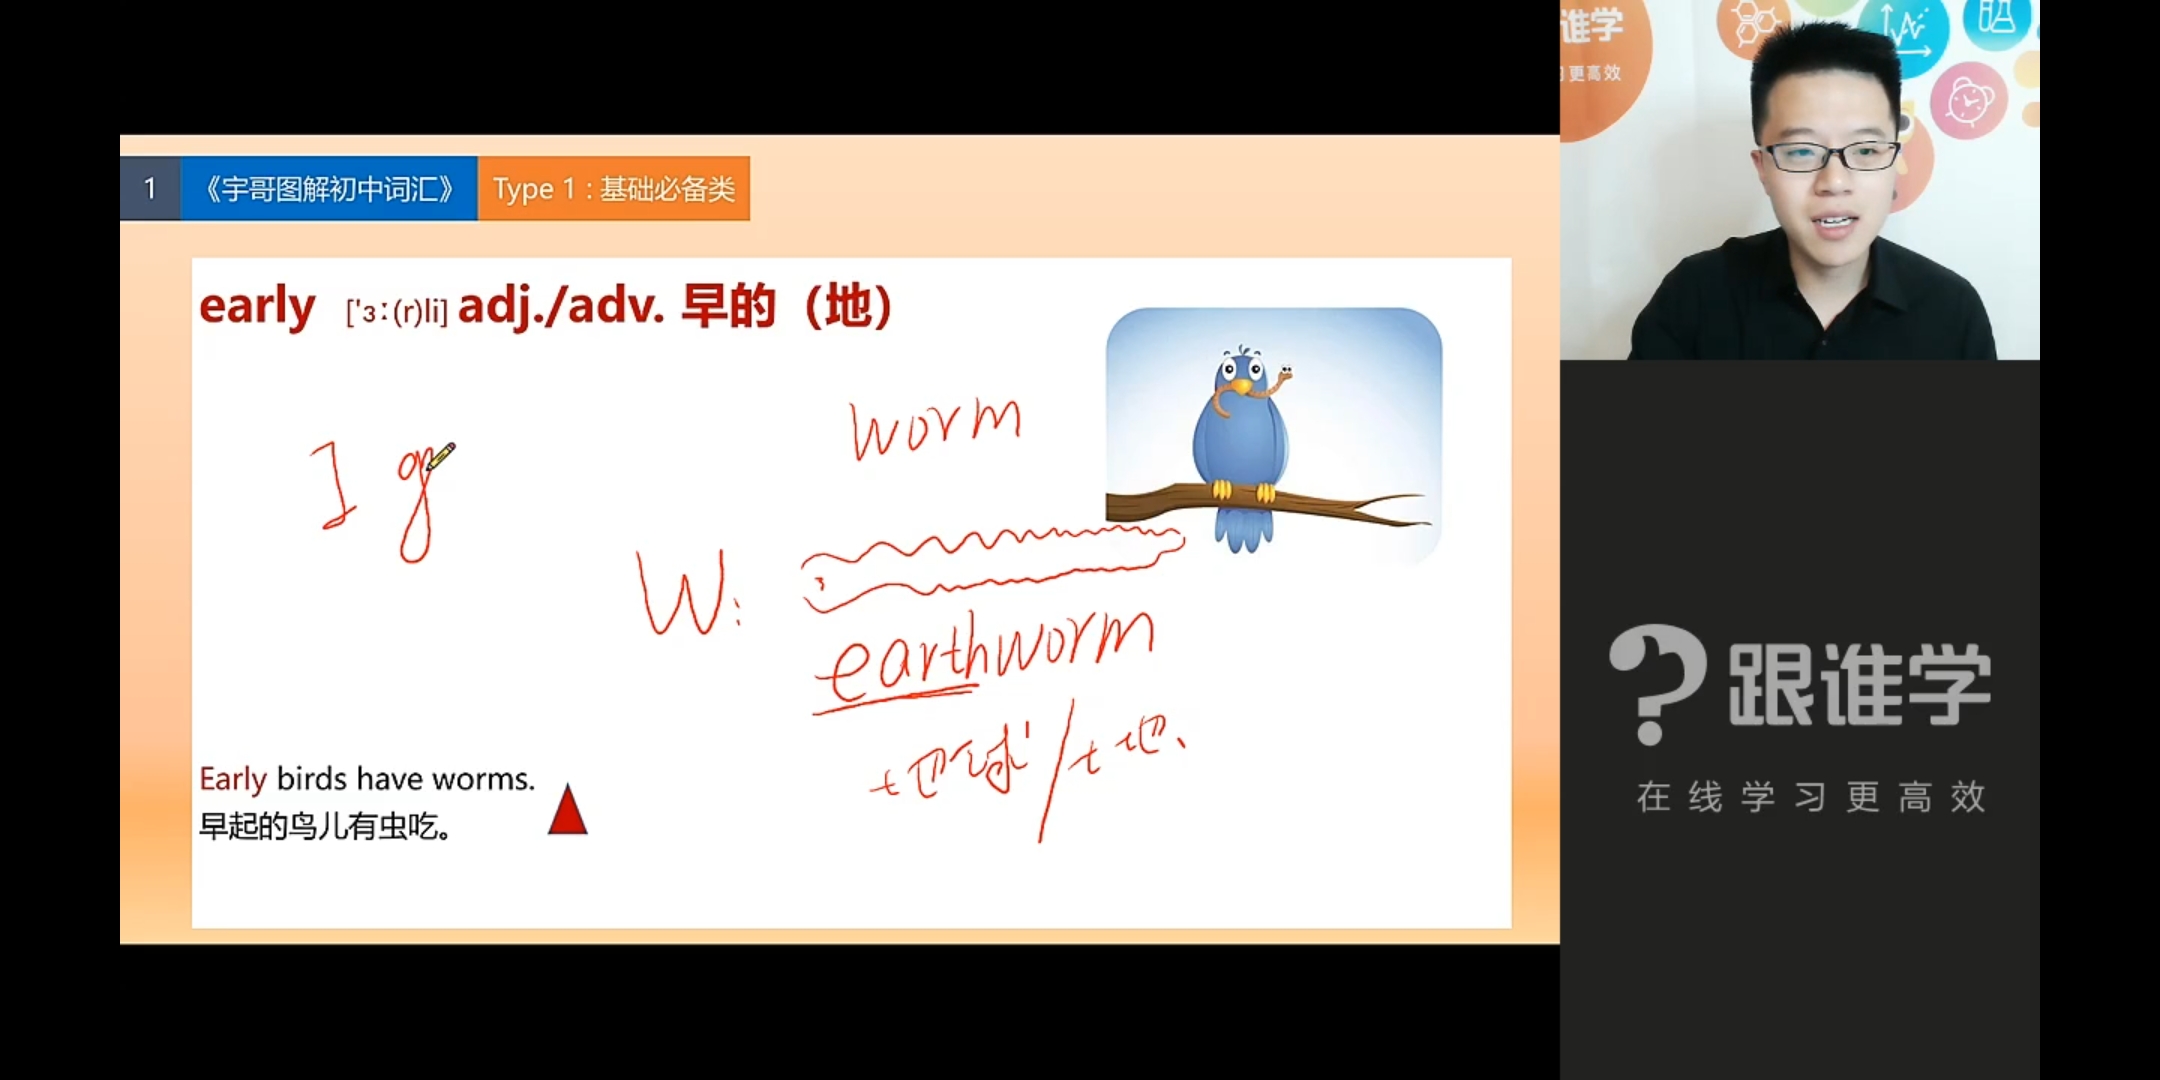 1 《宇哥图解初中词汇》 Type 1 : 基础必备类
early ['ɜː(r)li] adj./adv. 早的（地）
worm
I g
W:
earthworm
地球/土地
Early birds have worms.
早起的鸟儿有虫吃。
谁学
习更高效
跟谁学
在线学习更高效